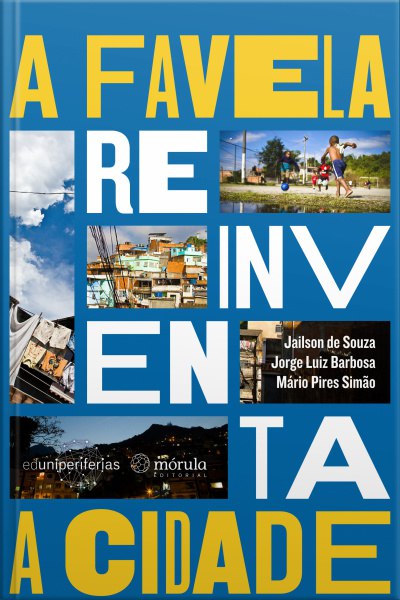 A FAVELA
RE
INV
EN
TA
A CIDADE
Jailson de Souza
Jorge Luiz Barbosa
Mário Pires Simão
eduniperiferias
mórula
EDITORIAL